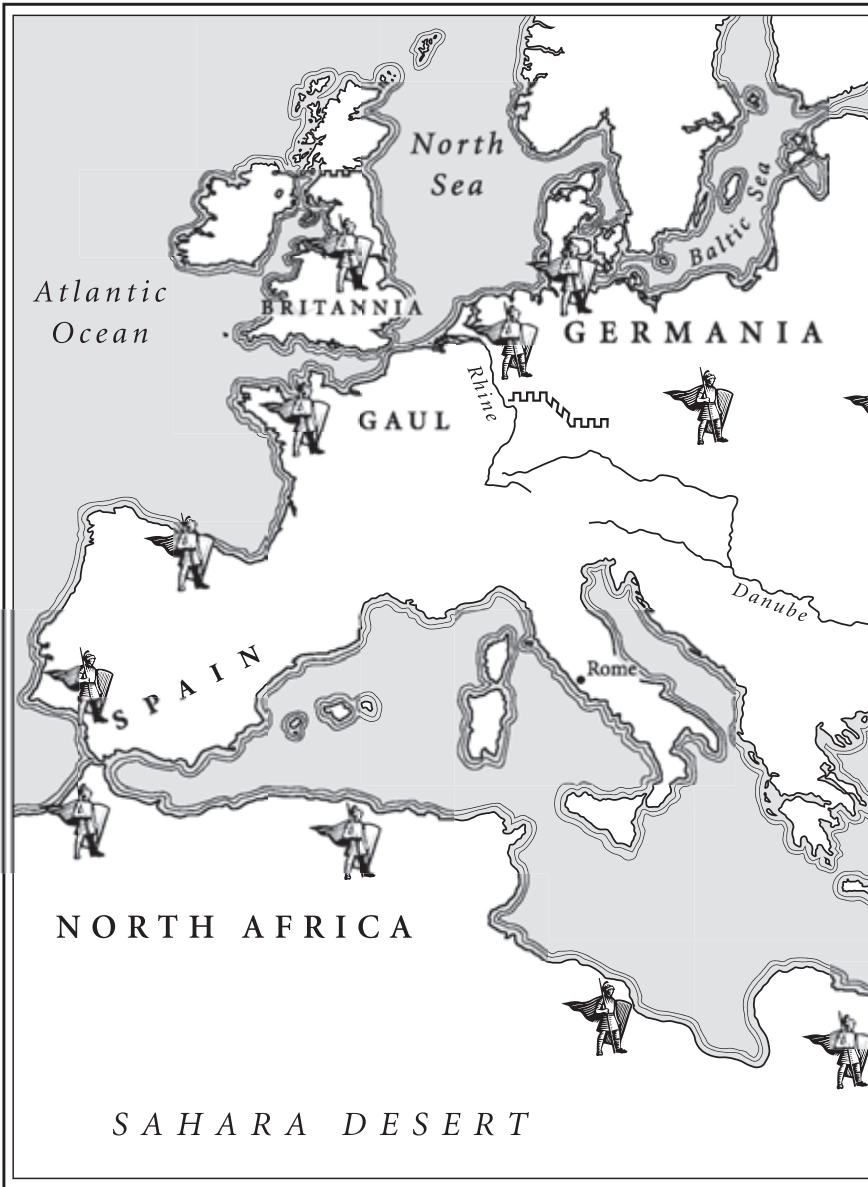 North
Sea
Baltic Sea
Atlantic
Ocean
BRITANNIA
GERMANIA
Rhine
GAUL
Danube
Rome
SPAIN
NORTH AFRICA
SAHARA DESERT